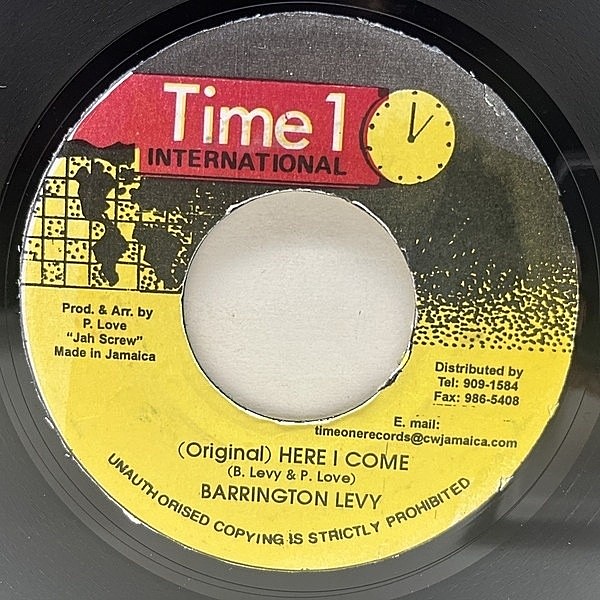 Time 1
INTERNATIONAL
Prod. & Arr. by
P. Love
"Jah Screw"
Made in Jamaica
Distributed by
Tel: 909-1584
Fax: 986-5408
E. mail:
timeonerecords@cwjamaica.com
(Original) HERE I COME
(B. Levy & P. Love)
BARRINGTON LEVY
UNAUTHORISED COPYING IS STRICTLY PROHIBITED